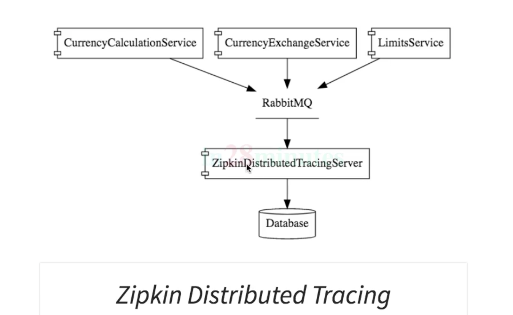 CurrencyCalculationService
CurrencyExchangeService
LimitsService
RabbitMQ
ZipkinDistributedTracingServer
Database
Zipkin Distributed Tracing